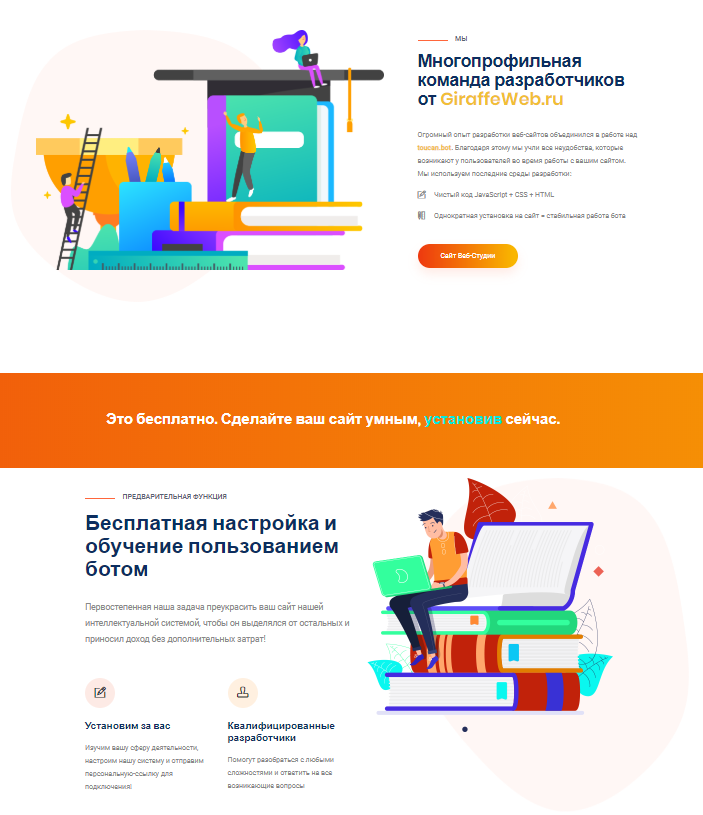 МЫ
Многопрофильная
команда разработчиков
от GiraffeWeb.ru
Огромный опыт разработки веб-сайтов объединился в работе над
toucan.bot. Благодаря этому мы учли все неудобства, которые
возникают у пользователей во время работы с вашим сайтом.
Мы используем последние среды разработки:
Чистый код JavaScript + CSS + HTML
Однократная установка на сайт = стабильная работа бота
Сайт Веб-Студии
Это бесплатно. Сделайте ваш сайт умным, установив сейчас.
ПРЕДВАРИТЕЛЬНАЯ ФУНКЦИЯ
Бесплатная настройка и
обучение пользованием
ботом
Первостепенная наша задача преукрасить ваш сайт нашей
интеллектуальной системой, чтобы он выделялся от остальных и
приносил доход без дополнительных затрат!
Установим за вас
Изучим вашу сферу деятельности,
настроим нашу систему и отправим
персональную-ссылку для
подключения!
Квалифицированные
разработчики
Помогут разобраться с любыми
сложностями и ответить на все
возникающие вопросы